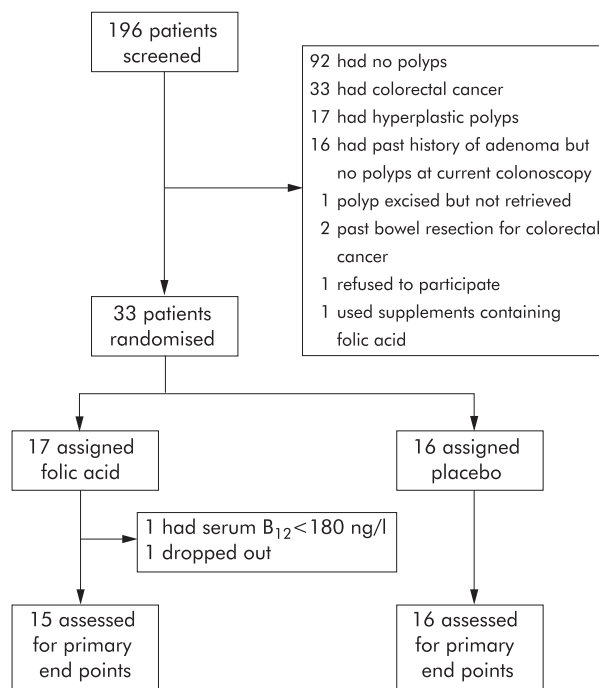 196 patients
screened
92 had no polyps
33 had colorectal cancer
17 had hyperplastic polyps
16 had past history of adenoma but
no polyps at current colonoscopy
1 polyp excised but not retrieved
2 past bowel resection for colorectal
cancer
1 refused to participate
1 used supplements containing
folic acid
33 patients
randomised
17 assigned
folic acid
16 assigned
placebo
1 had serum B₁₂<180 ng/l
1 dropped out
15 assessed
for primary
end points
16 assessed
for primary
end points